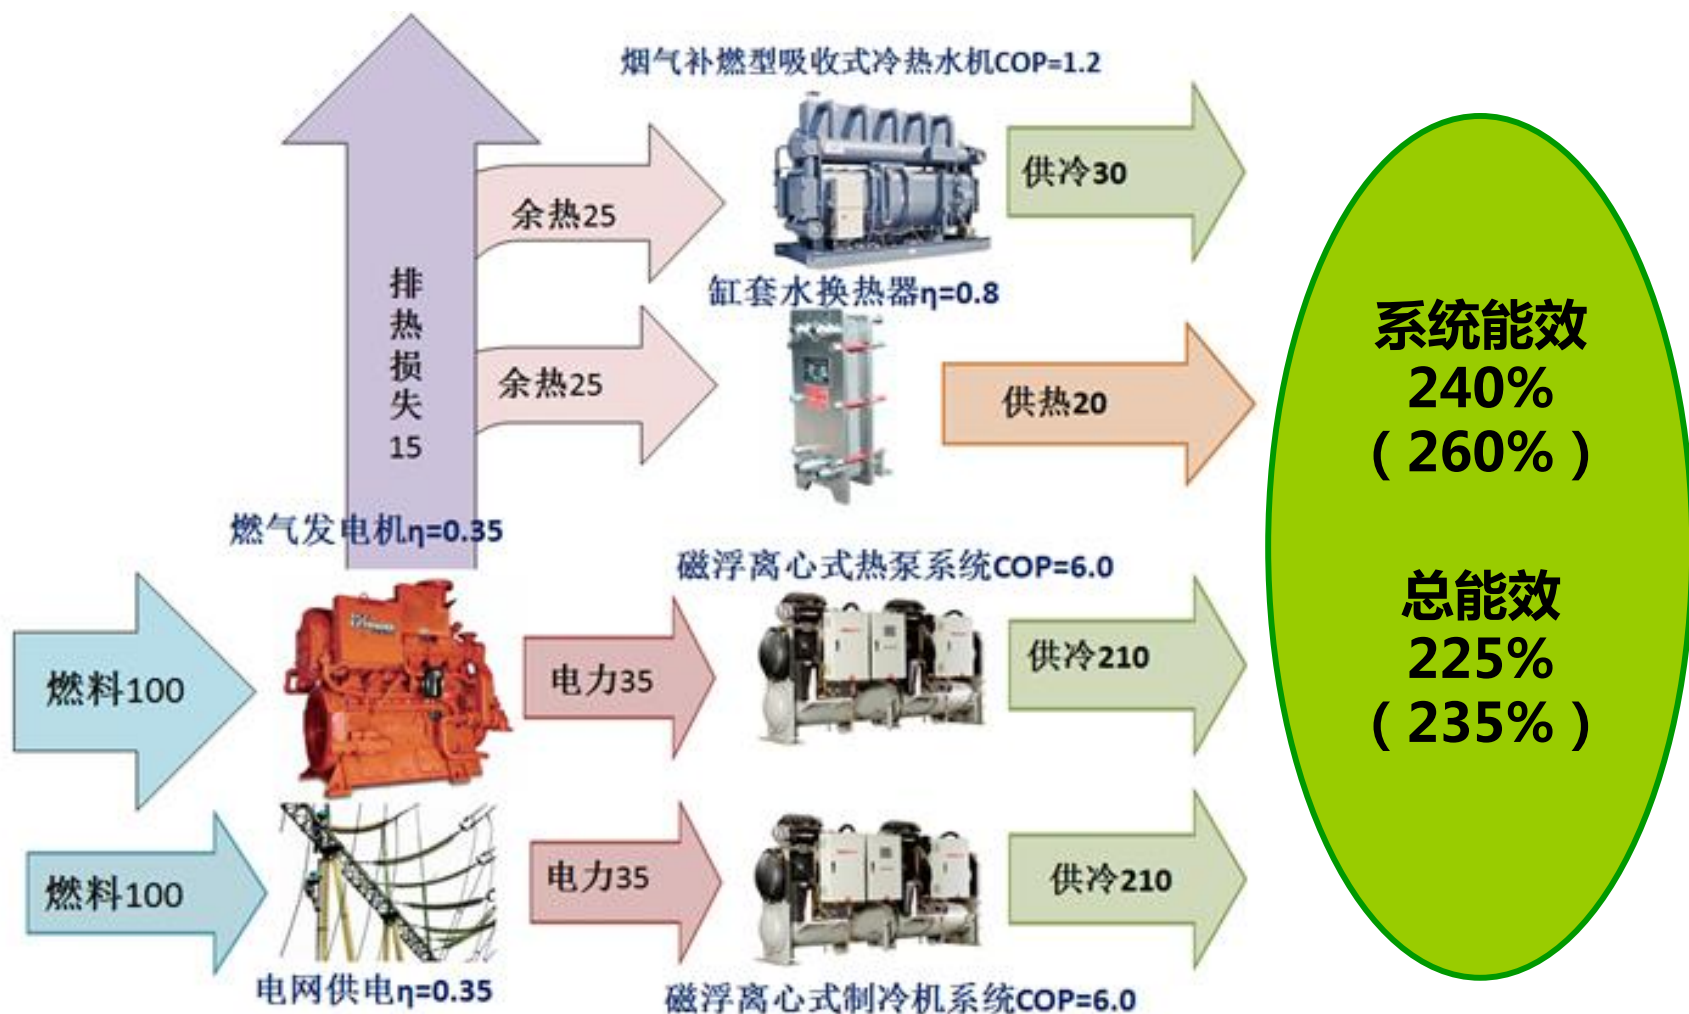 烟气补燃型吸收式冷热水机COP=1.2
余热25
供冷30
排
热
损
失
15
缸套水换热器η=0.8
余热25
供热20
燃气发电机η=0.35
磁浮离心式热泵系统COP=6.0
燃料100
电力35
供冷210
燃料100
电力35
供冷210
电网供电η=0.35
磁浮离心式制冷机系统COP=6.0
系统能效
240%
（260%）
总能效
225%
（235%）